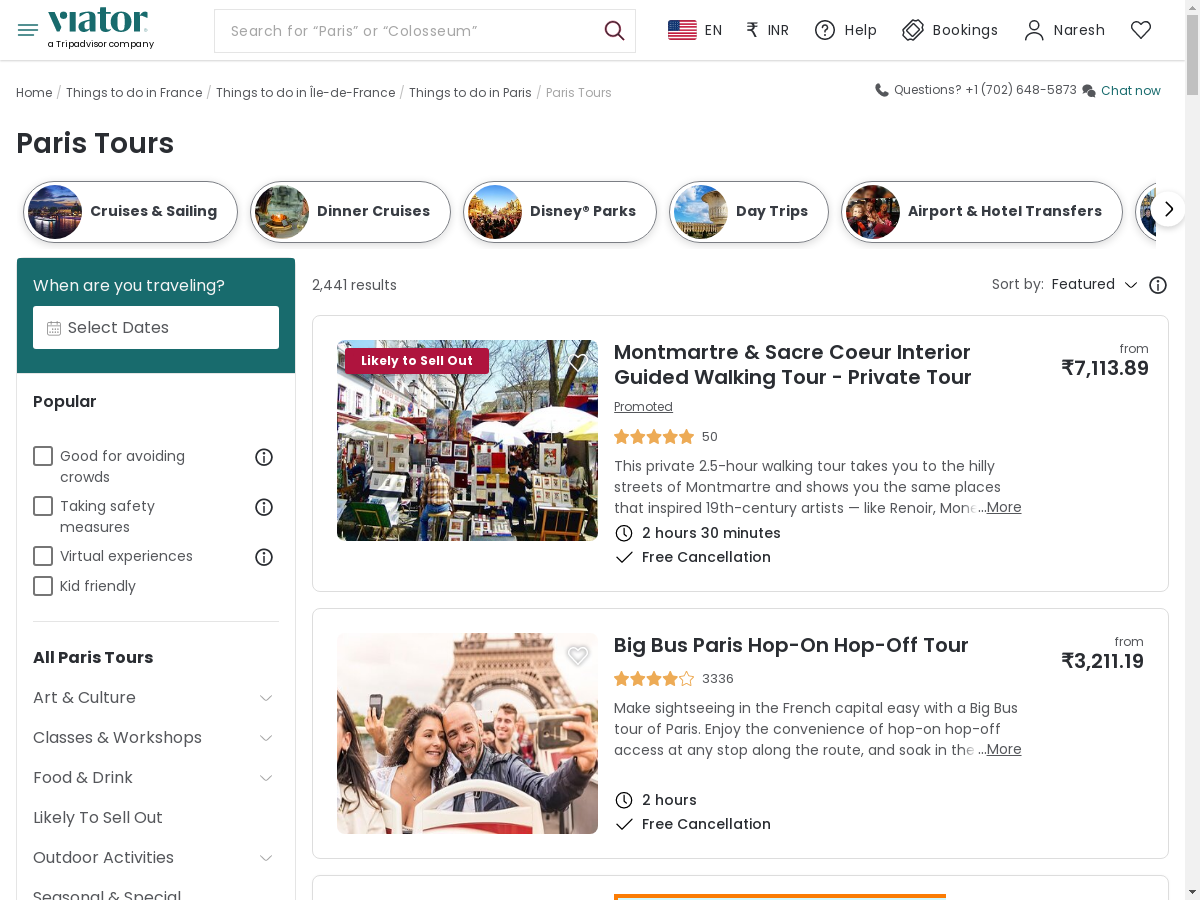 viator
a Tripadvisor company
Search for “Paris” or “Colosseum”
EN
₹ INR
Help
Bookings
Naresh
Home / Things to do in France / Things to do in Île-de-France / Things to do in Paris / Paris Tours
Questions? +1 (702) 648-5873
Chat now
Paris Tours
Cruises & Sailing
Dinner Cruises
Disney® Parks
Day Trips
Airport & Hotel Transfers
When are you traveling?
Select Dates
Popular
Good for avoiding
crowds
Taking safety
measures
Virtual experiences
Kid friendly
All Paris Tours
Art & Culture
Classes & Workshops
Food & Drink
Likely To Sell Out
Outdoor Activities
Seasonal & Special
2,441 results
Sort by: Featured
Likely to Sell Out
Montmartre & Sacre Coeur Interior
Guided Walking Tour - Private Tour
Promoted
50
This private 2.5-hour walking tour takes you to the hilly
streets of Montmartre and shows you the same places
that inspired 19th-century artists — like Renoir, Mone...More
2 hours 30 minutes
Free Cancellation
from
₹7,113.89
Big Bus Paris Hop-On Hop-Off Tour
3336
Make sightseeing in the French capital easy with a Big Bus
tour of Paris. Enjoy the convenience of hop-on hop-off
access at any stop along the route, and soak in the ...More
2 hours
Free Cancellation
from
₹3,211.19